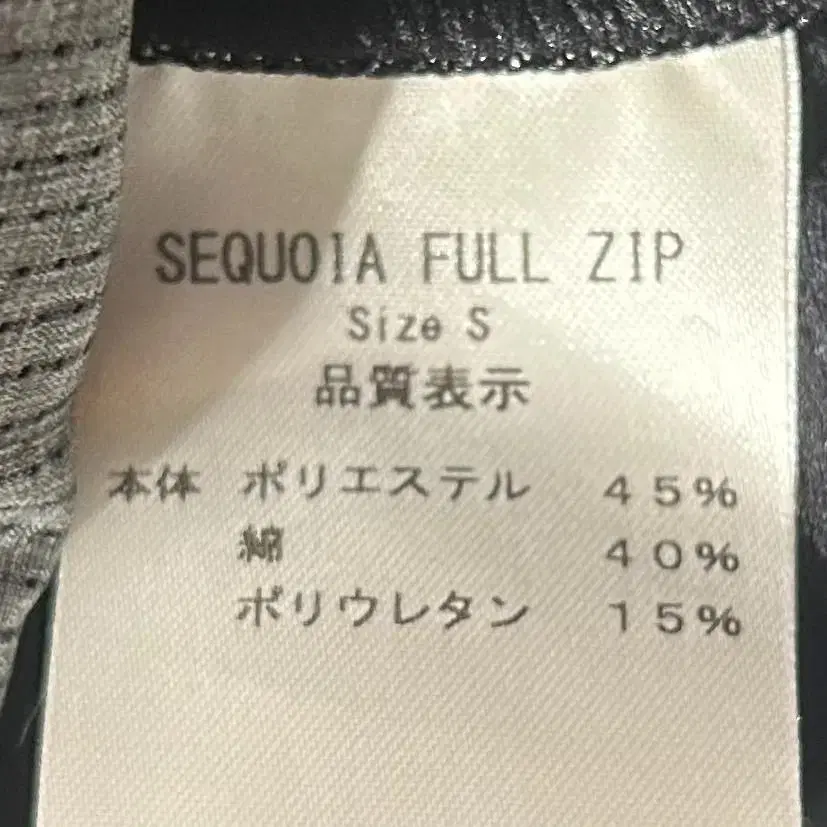 SEQUOIA FULL ZIP
Size S
品質表示
本体 ポリエステル 45%
綿 40%
ポリウレタン 15%